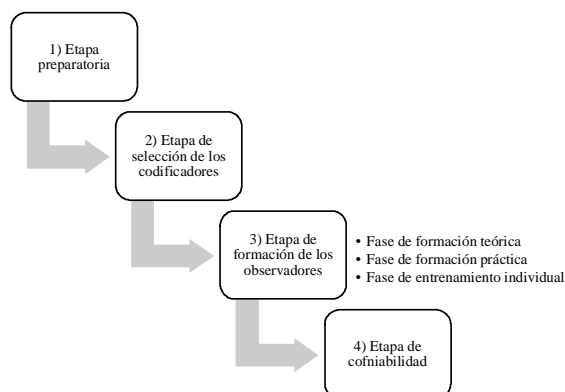 1) Etapa
preparatoria
2) Etapa de
selección de los
codificadores
3) Etapa de
formación de los
observadores
• Fase de formación teórica
• Fase de formación práctica
• Fase de entrenamiento individual
4) Etapa de
cofniabilidad